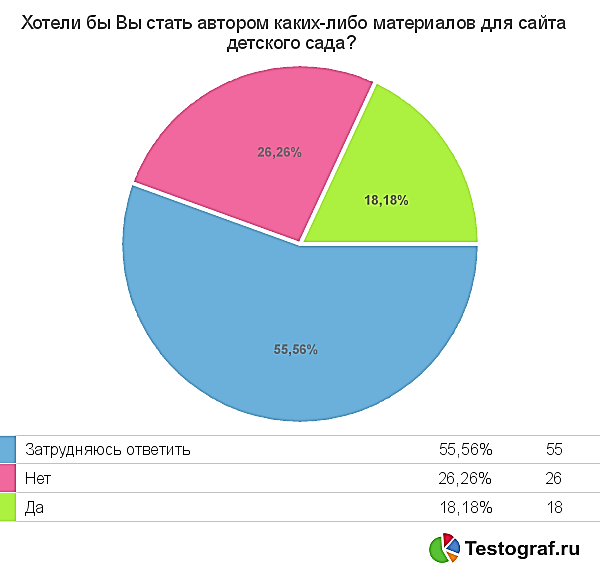 Хотели бы Вы стать автором каких-либо материалов для сайта
детского сада?
26,26%
18,18%
55,56%
Затрудняюсь ответить 55,56% 55
Нет 26,26% 26
Да 18,18% 18
Testograf.ru